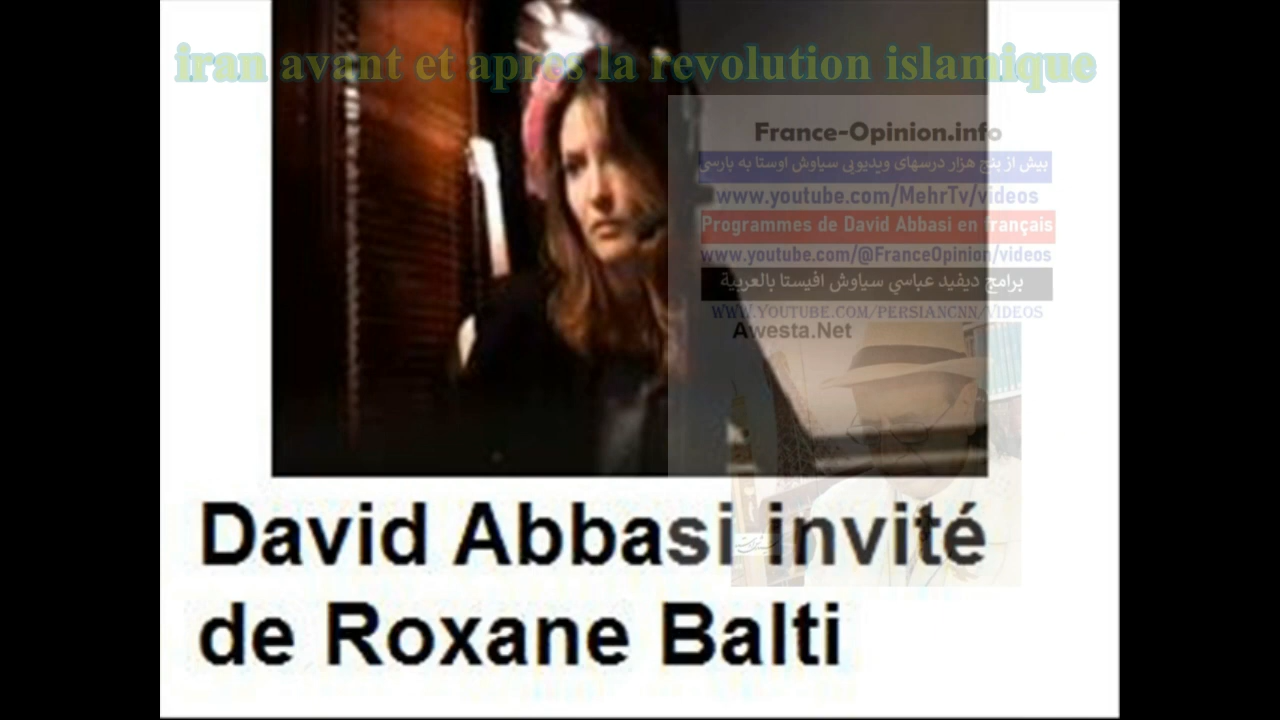 iran avant et apres la revolution islamique
France-Opinion.info
بیش از پنج هزار درسهای ویدیویی سیاوش اوستا به پارسی
www.youtube.com/MehrTv/videos
Programmes de David Abbasi en français
www.youtube.com/@FranceOpinion/videos
برامج ديفيد عباسي سياوش افيستا بالعربية
WWW.YOUTUBE.COM/PERSIANCNN/VIDEOS
Awesta.Net
David Abbasi invité
de Roxane Balti